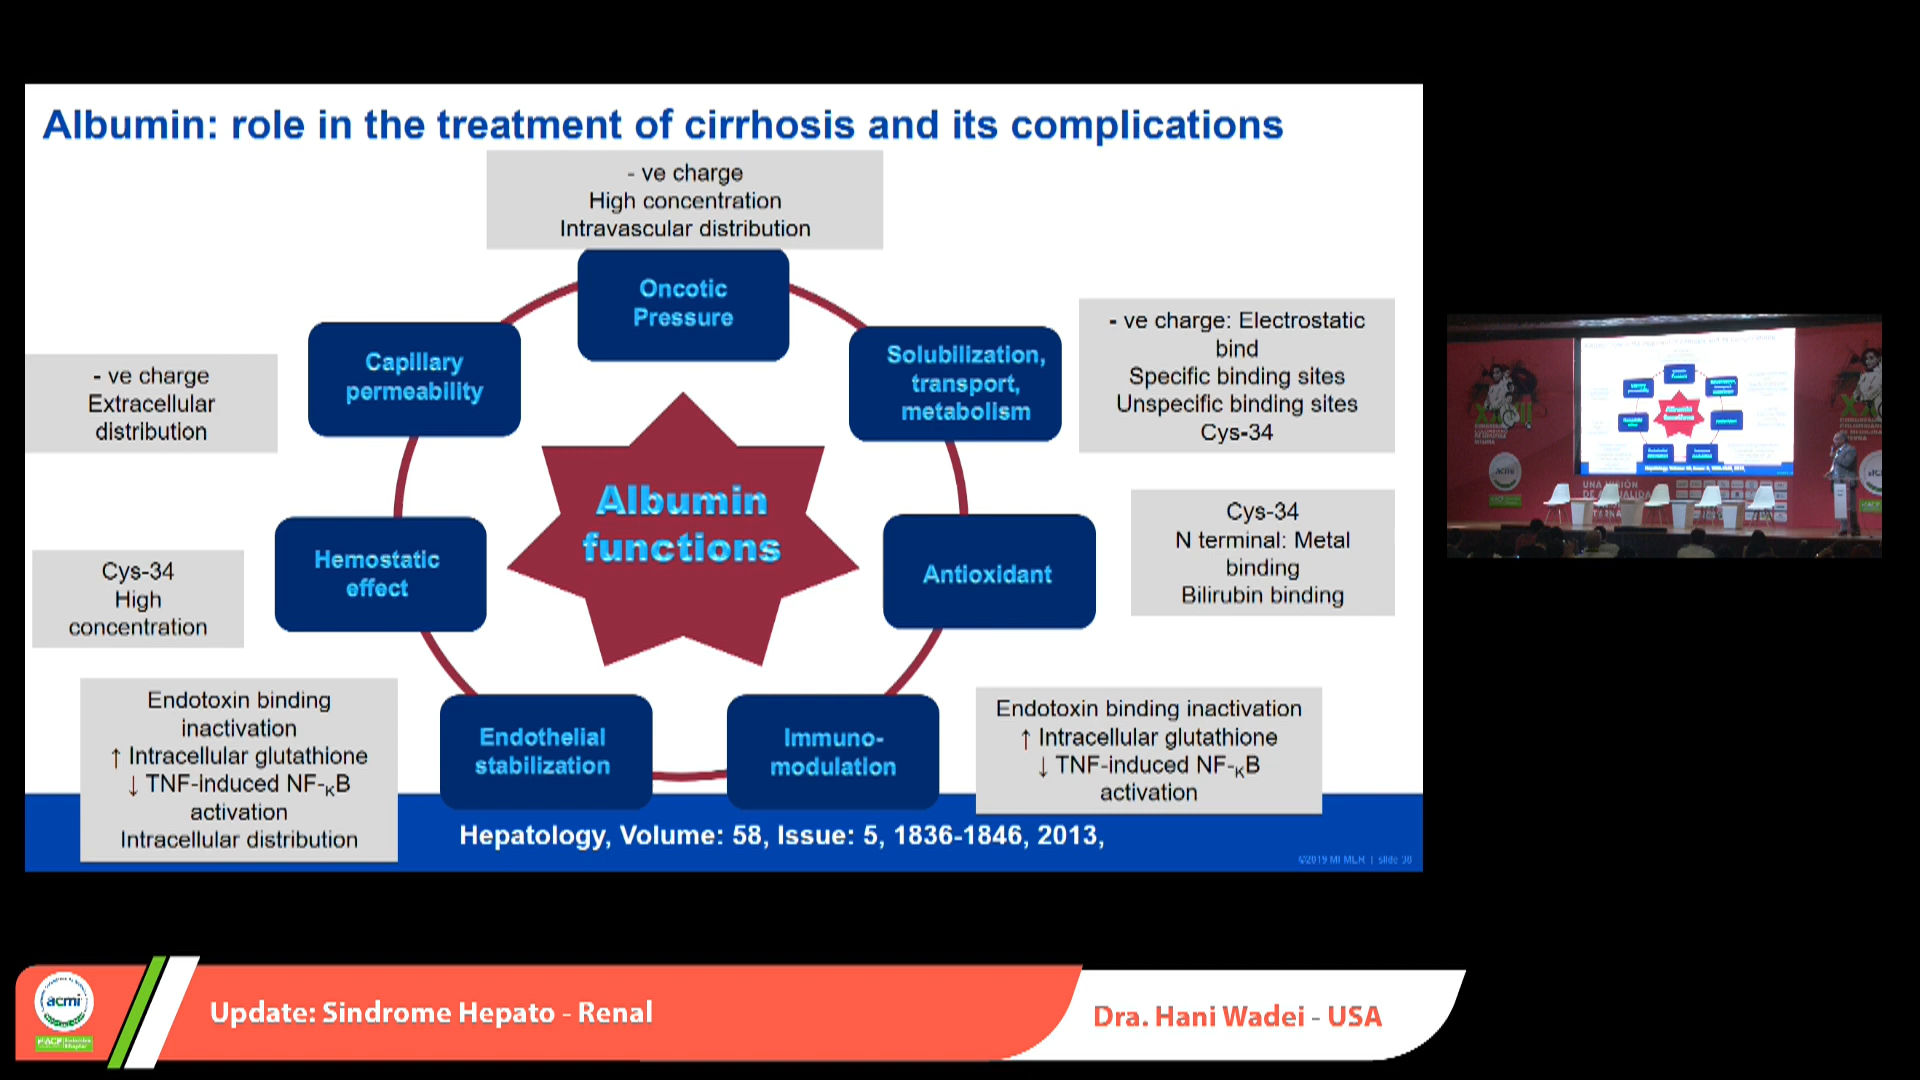 Albumin: role in the treatment of cirrhosis and its complications
- ve charge
High concentration
Intravascular distribution
Oncotic
Pressure
Capillary
permeability
Solubilization,
transport,
metabolism
- ve charge: Electrostatic
bind
Specific binding sites
Unspecific binding sites
Cys-34
- ve charge
Extracellular
distribution
Albumin
functions
Hemostatic
effect
Antioxidant
Cys-34
N terminal: Metal
binding
Bilirubin binding
Cys-34
High
concentration
Endotoxin binding
inactivation
↑ Intracellular glutathione
↓ TNF-induced NF-κB
activation
Intracellular distribution
Endothelial
stabilization
Immuno-
modulation
Endotoxin binding inactivation
↑ Intracellular glutathione
↓ TNF-induced NF-κB
activation
Hepatology, Volume: 58, Issue: 5, 1836-1846, 2013,
acmi
Update: Sindrome Hepato - Renal
Dra. Hani Wadei - USA